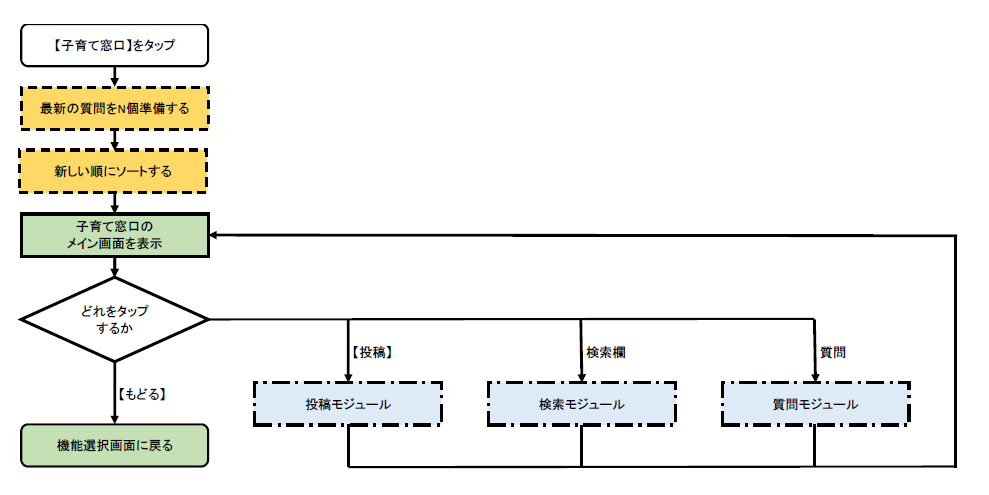 【子育て窓口】をタップ
最新の質問をN個準備する
新しい順にソートする
子育て窓口の
メイン画面を表示
どれをタップ
するか
【投稿】
検索欄
質問
【もどる】
投稿モジュール
検索モジュール
質問モジュール
機能選択画面に戻る